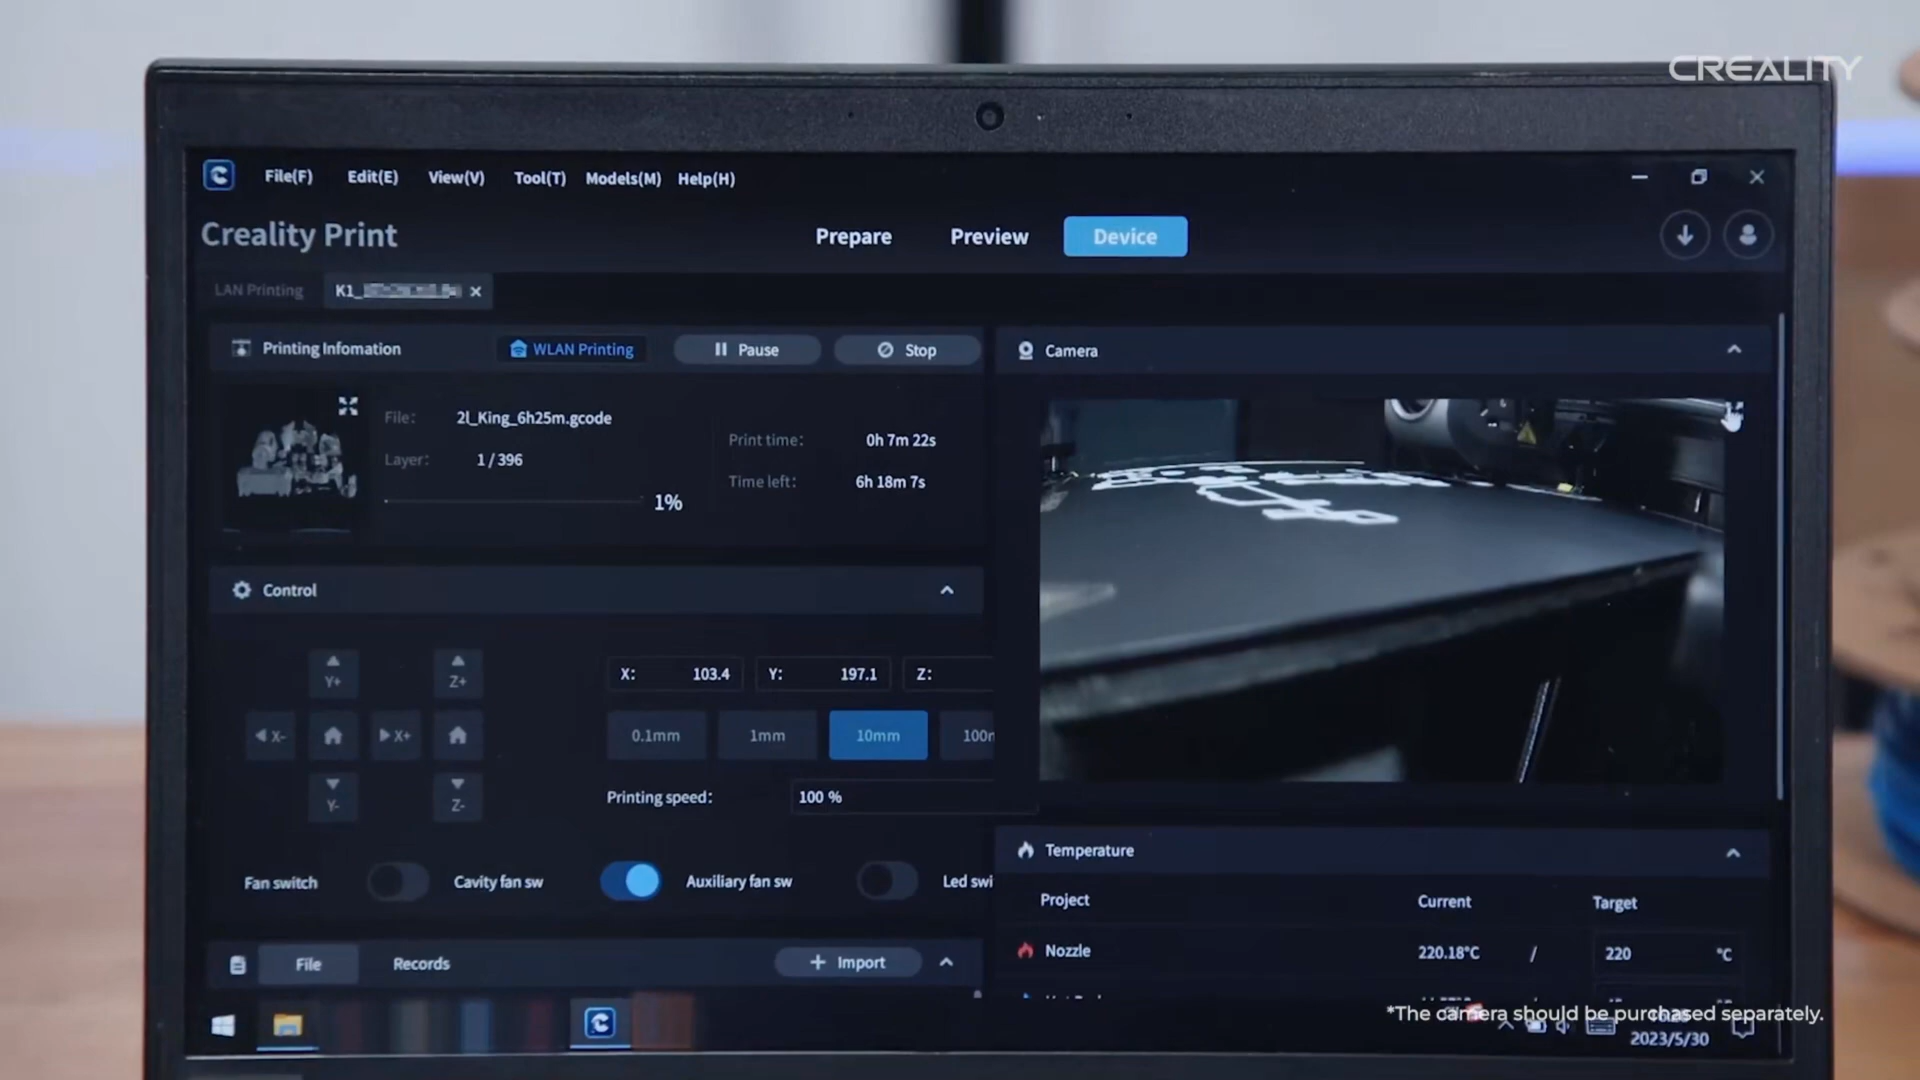 CREALITY
File(F) Edit(E) View(V) Tool(T) Models(M) Help(H)
Creality Print
Prepare Preview Device
LAN Printing K1_
Printing Infomation WLAN Printing Pause Stop
File: 2l_King_6h25m.gcode
Layer: 1 / 396
1%
Print time: 0h 7m 22s
Time left: 6h 18m 7s
Camera
Control
Y+ Z+
X- X+
Y- Z-
X: 103.4 Y: 197.1 Z:
0.1mm 1mm 10mm
Printing speed: 100 %
Fan switch Cavity fan sw Auxiliary fan sw Led swi
File Records + Import
Temperature
Project Current Target
Nozzle 220.18°C / 220 °C
*The camera should be purchased separately.
2023/5/30